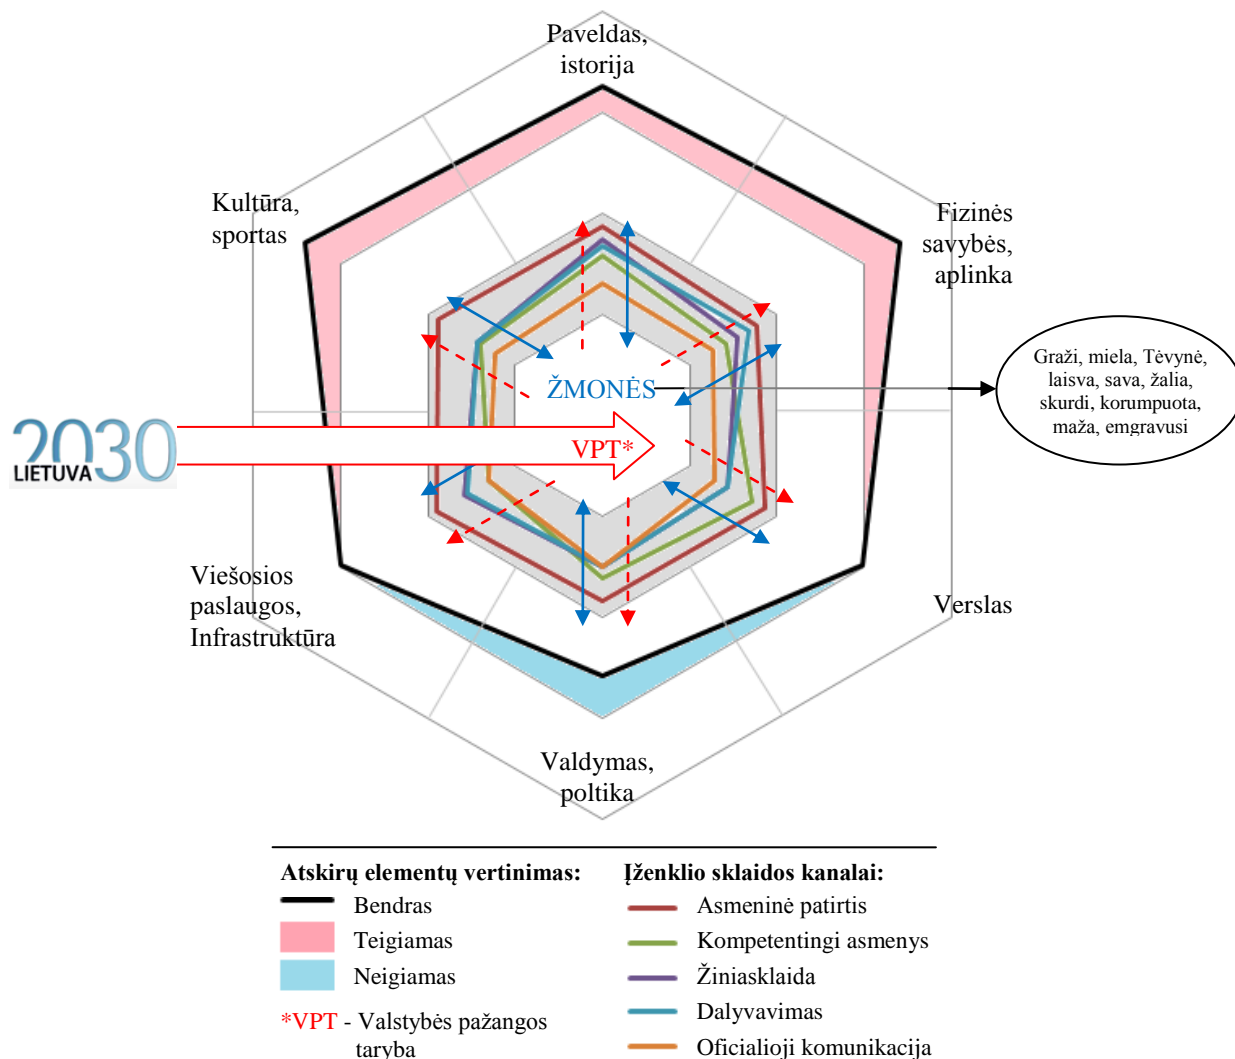 Paveldas,
istorija
Kultūra,
sportas
Fizinės
savybės,
aplinka
Graži, miela, Tėvynė,
laisva, sava, žalia,
skurdi, korumpuota,
maža, emgravusi
ŽMONĖS
VPT*
2030
LIETUVA
Viešosios
paslaugos,
Infrastruktūra
Verslas
Valdymas,
poltika
Atskirų elementų vertinimas:
Bendras
Teigiamas
Neigiamas
*VPT - Valstybės pažangos
taryba
Įženklio sklaidos kanalai:
Asmeninė patirtis
Kompetentingi asmenys
Žiniasklaida
Dalyvavimas
Oficialioji komunikacija